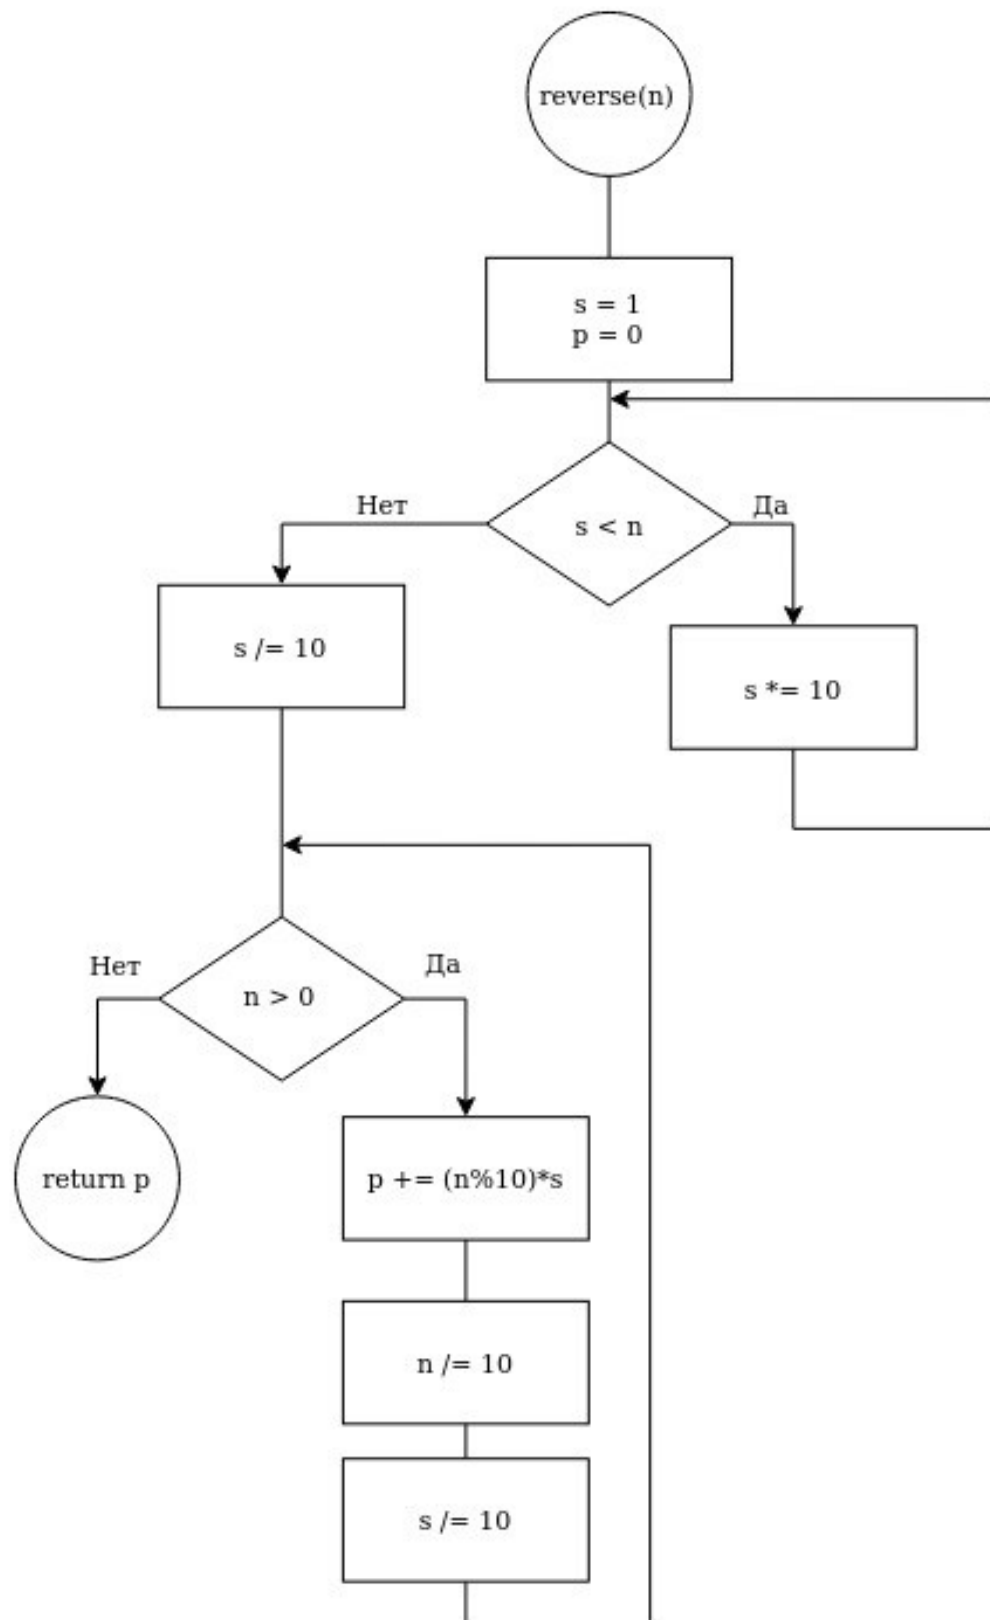 reverse(n)
s = 1
p = 0
s < n
Нет
Да
s /= 10
s *= 10
n > 0
Нет
Да
return p
p += (n%10)*s
n /= 10
s /= 10